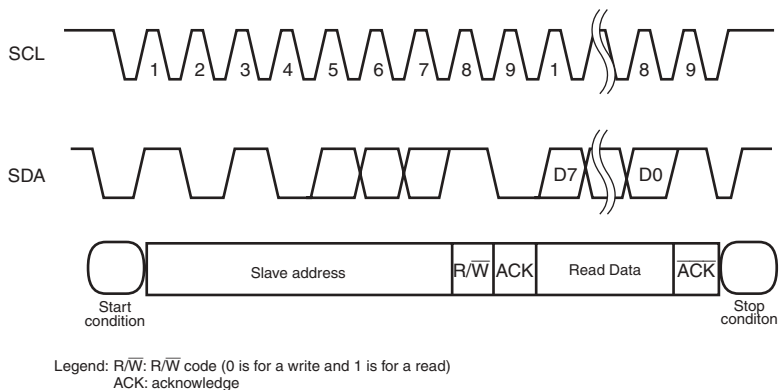 SCL
1 2 3 4 5 6 7 8 9 1 8 9
SDA
D7 D0
Slave address R/W̅ ACK Read Data A̅C̅K̅
Start
condition
Stop
conditon
Legend: R/W̅: R/W̅ code (0 is for a write and 1 is for a read)
ACK: acknowledge